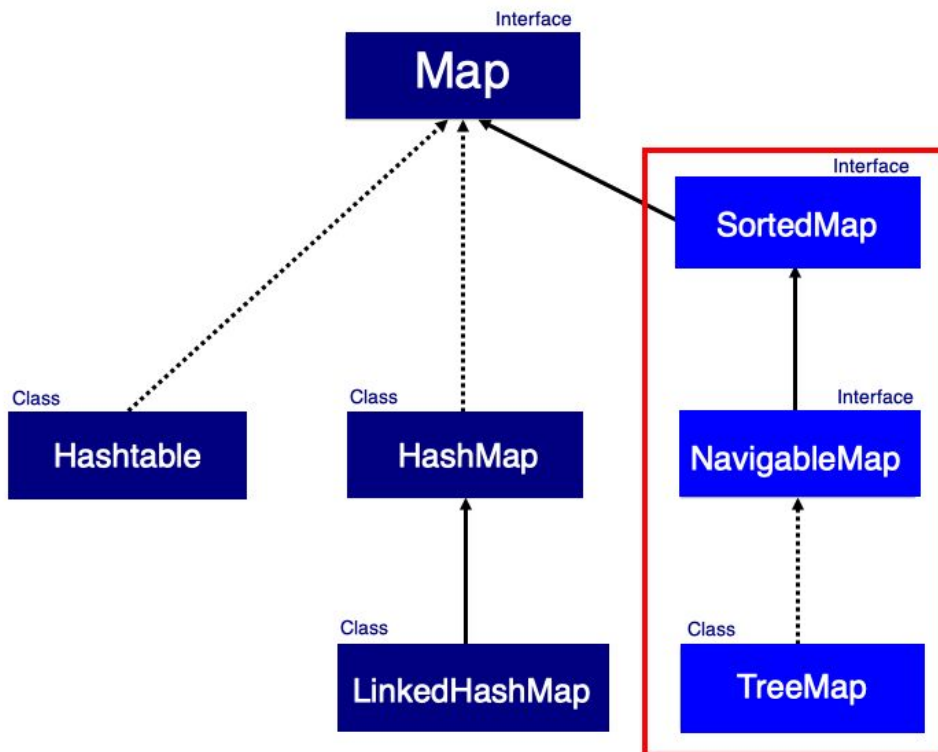 Interface
Map
Interface
SortedMap
Class
Hashtable
Class
HashMap
Interface
NavigableMap
Class
LinkedHashMap
Class
TreeMap